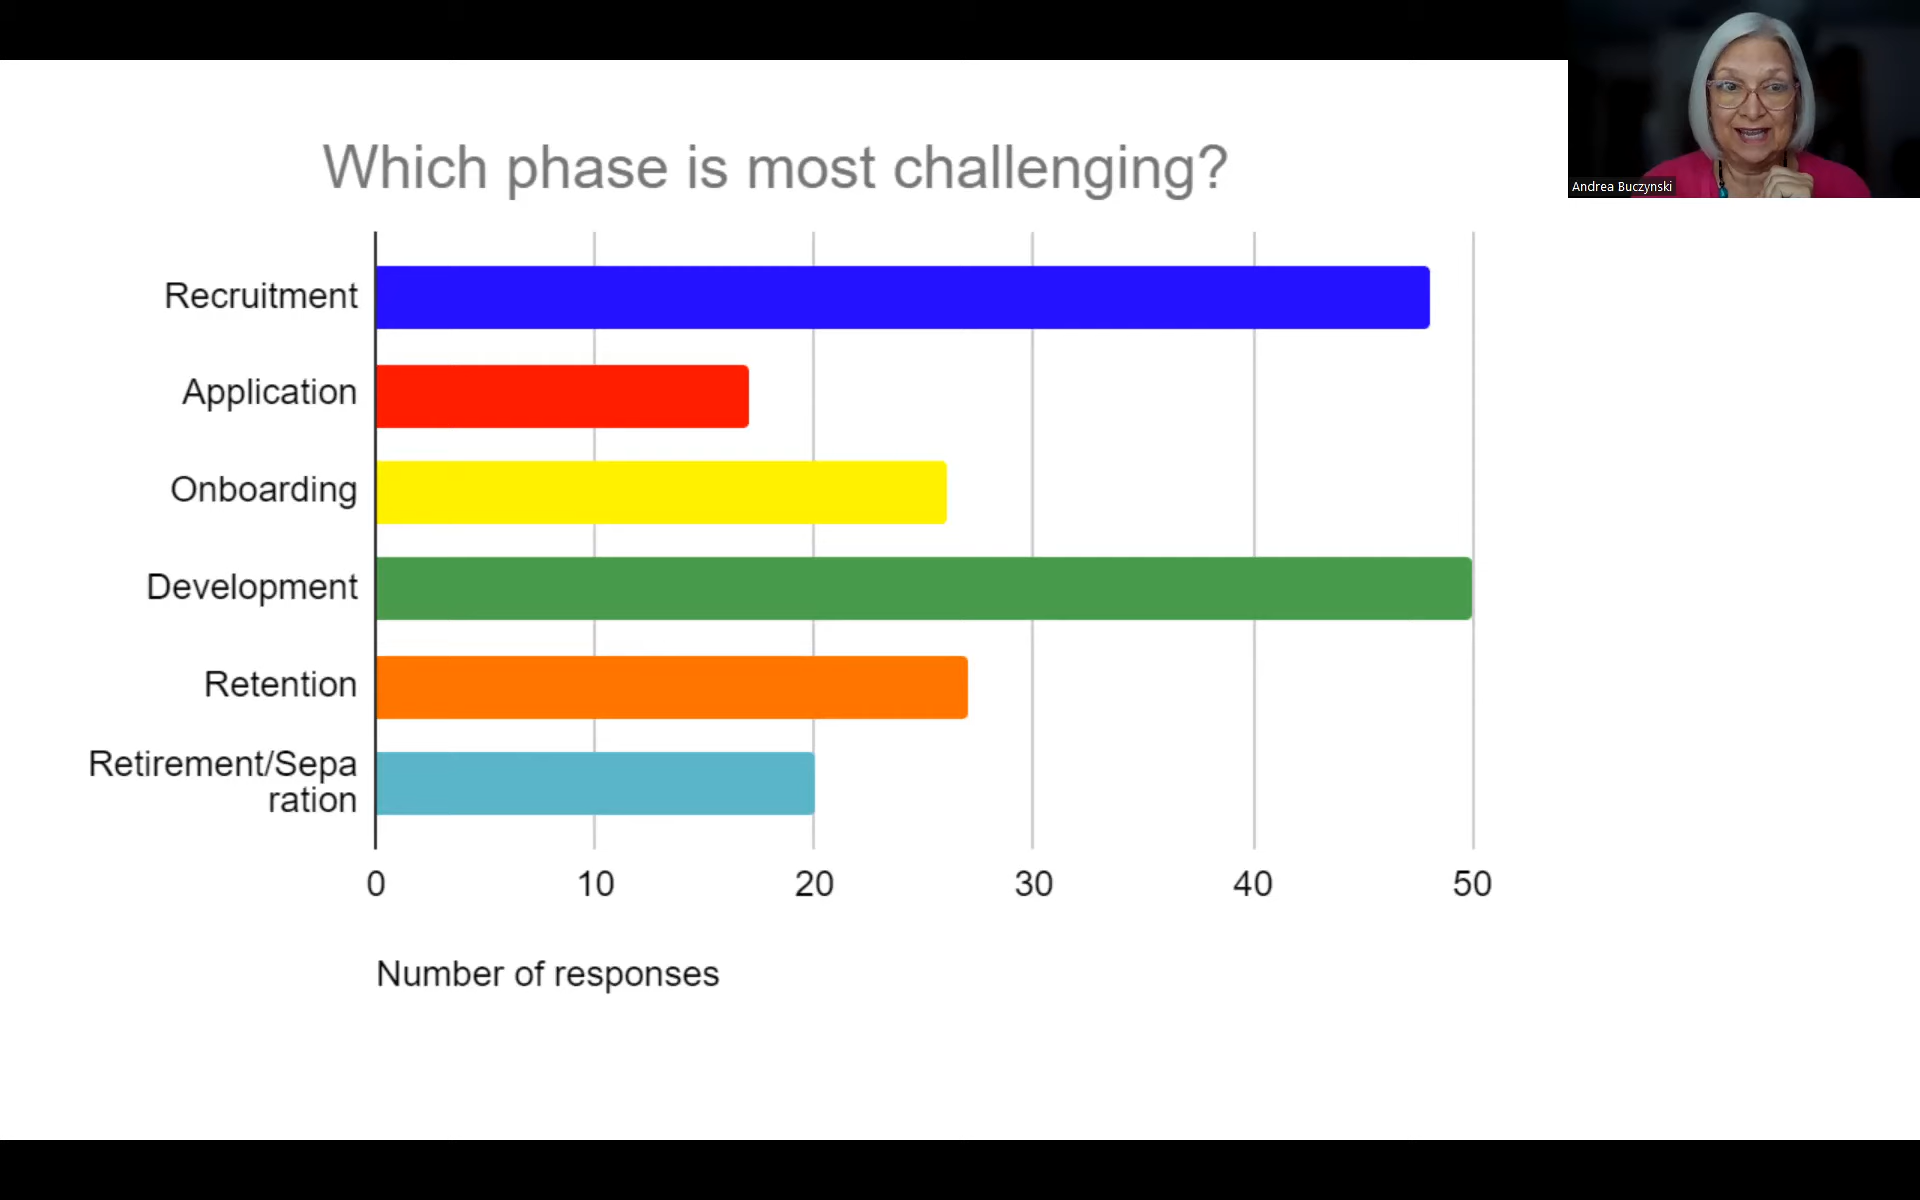 Which phase is most challenging?
Andrea Buczynski
Recruitment
Application
Onboarding
Development
Retention
Retirement/Sepa
ration
0 10 20 30 40 50
Number of responses